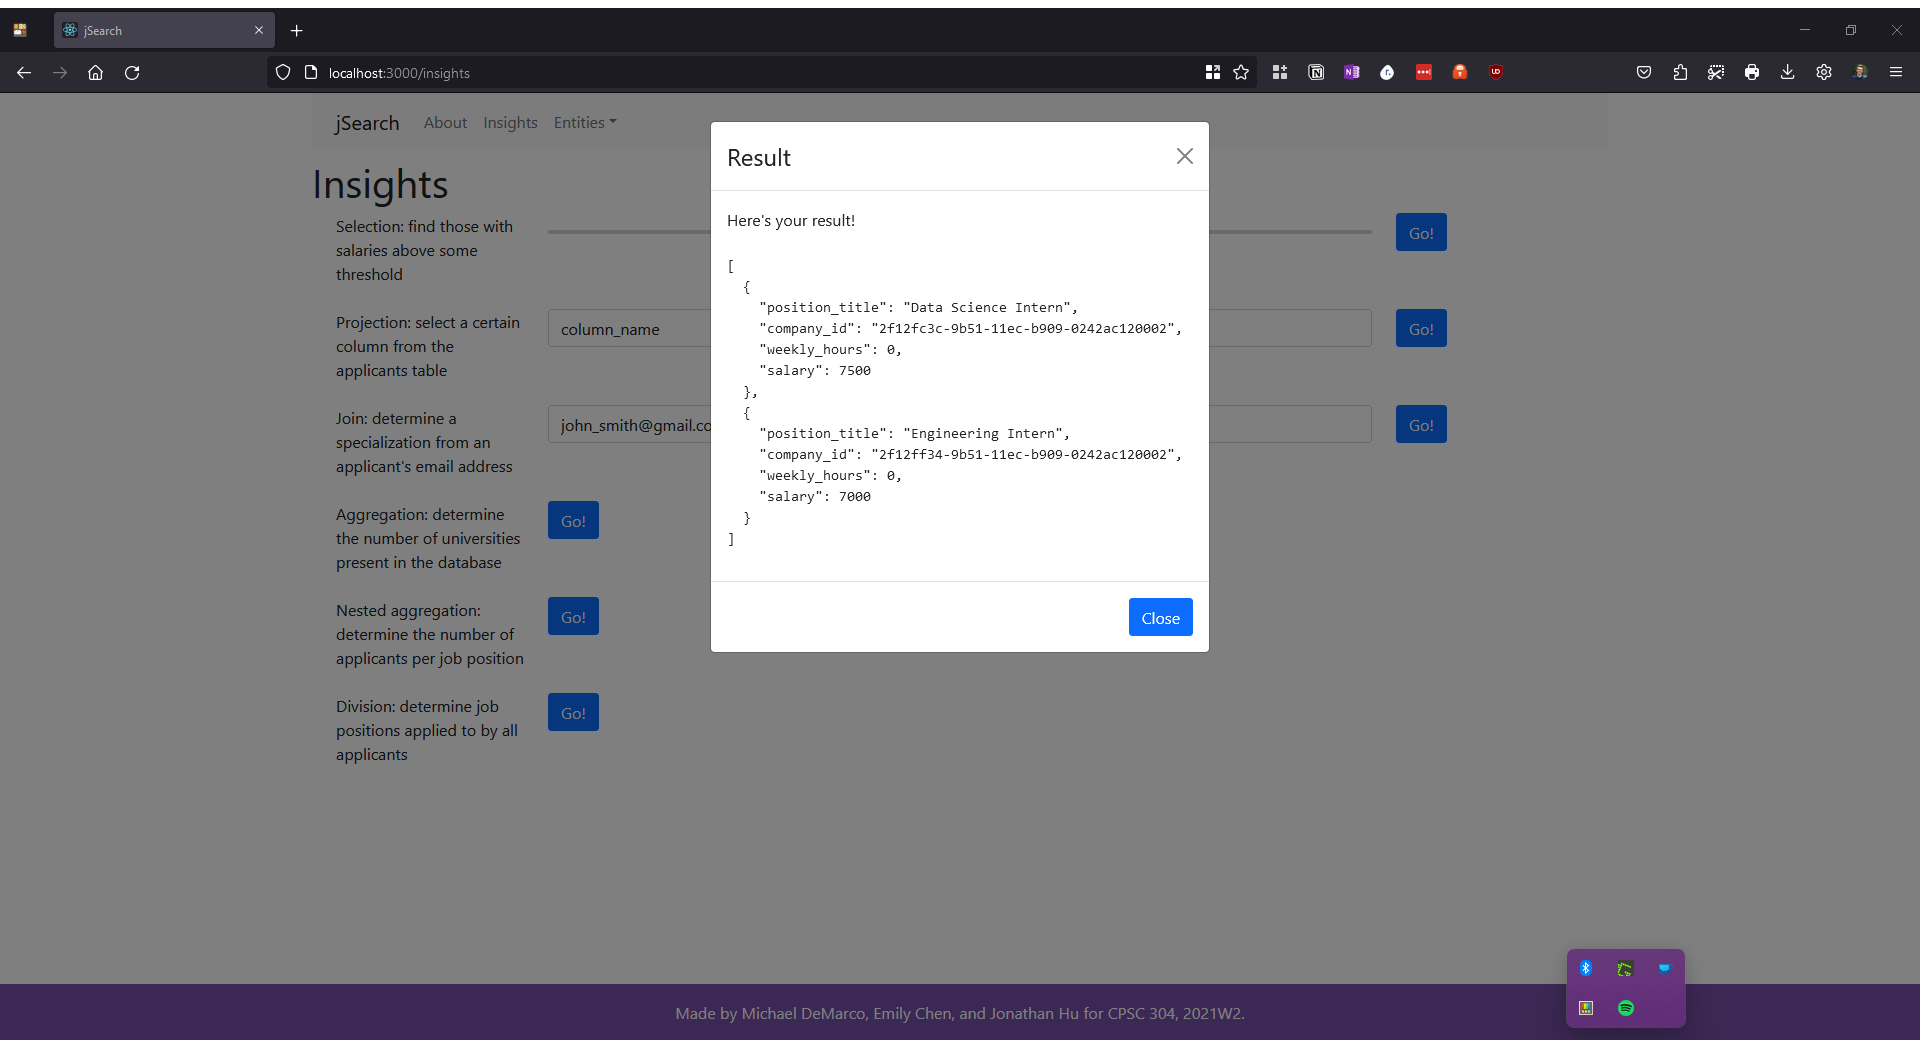 jSearch
localhost:3000/insights
jSearch About Insights Entities
Insights
Selection: find those with
salaries above some
threshold
Go!
Projection: select a certain
column from the
applicants table
column_name
Go!
Join: determine a
specialization from an
applicant's email address
john_smith@gmail.co
Go!
Aggregation: determine
the number of universities
present in the database
Go!
Nested aggregation:
determine the number of
applicants per job position
Go!
Division: determine job
positions applied to by all
applicants
Go!
Result
Here's your result!
[
  {
    "position_title": "Data Science Intern",
    "company_id": "2f12fc3c-9b51-11ec-b909-0242ac120002",
    "weekly_hours": 0,
    "salary": 7500
  },
  {
    "position_title": "Engineering Intern",
    "company_id": "2f12ff34-9b51-11ec-b909-0242ac120002",
    "weekly_hours": 0,
    "salary": 7000
  }
]
Close
Made by Michael DeMarco, Emily Chen, and Jonathan Hu for CPSC 304, 2021W2.